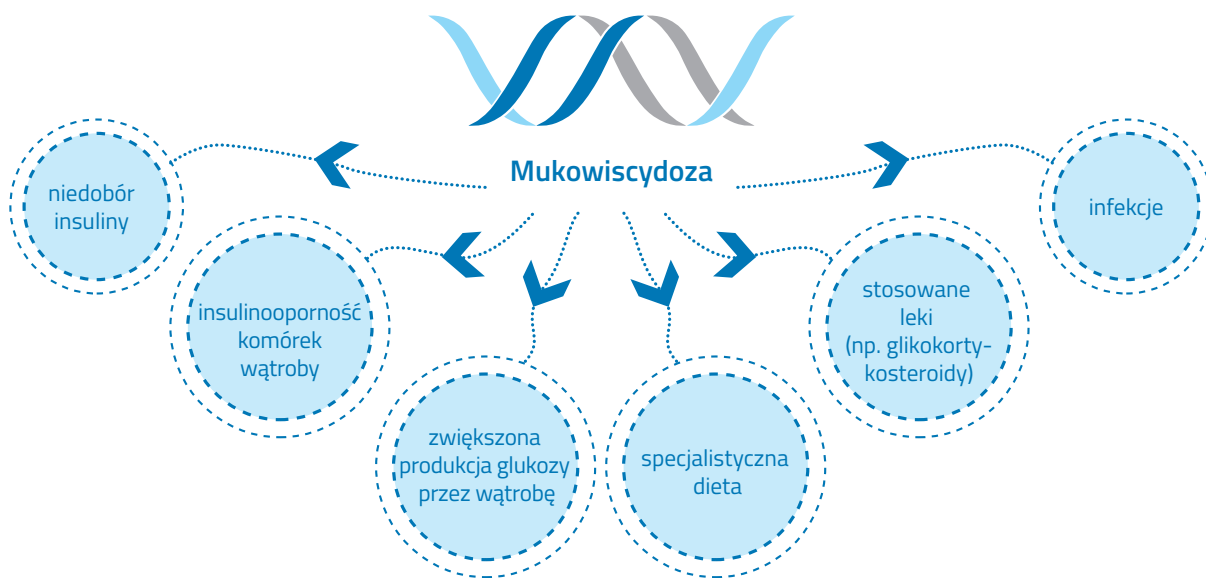 Mukowiscydoza
niedobór
insuliny
insulinooporność
komórek
wątroby
zwiększona
produkcja glukozy
przez wątrobę
specjalistyczna
dieta
stosowane
leki
(np. glikokorty-
kosteroidy)
infekcje